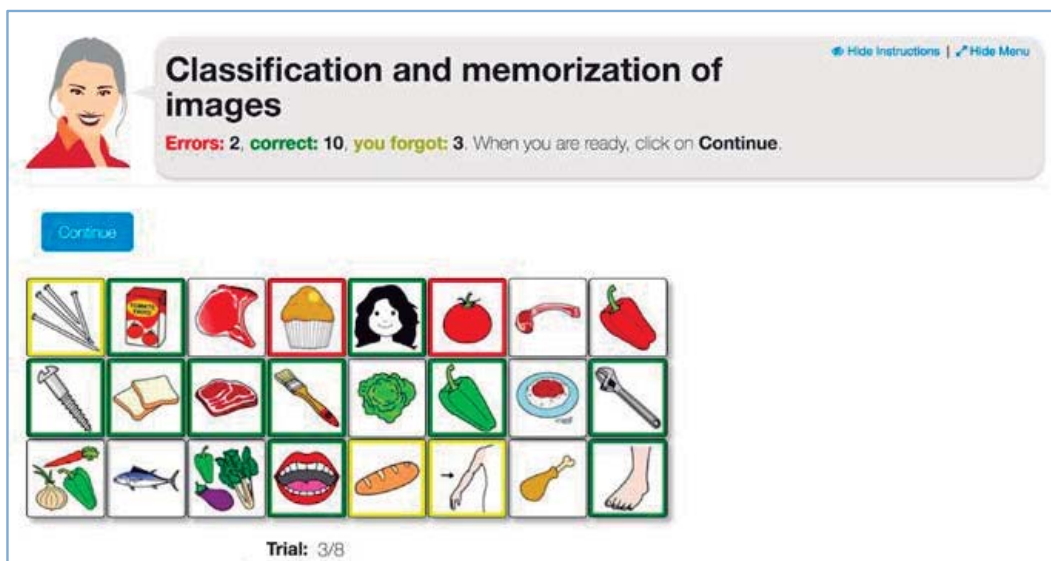 Hide Instructions | Hide Menu
Classification and memorization of
images
Errors: 2, correct: 10, you forgot: 3. When you are ready, click on Continue.
Continue
TOMATE
Trial: 3/8